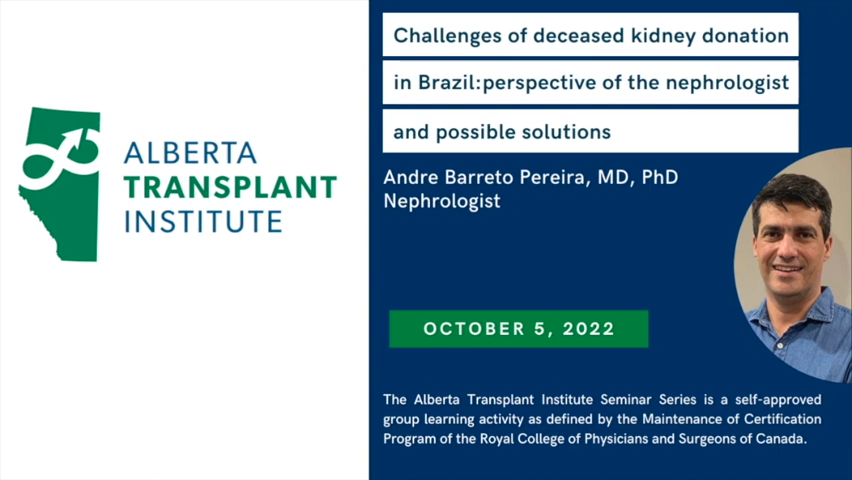 ALBERTA
TRANSPLANT
INSTITUTE
Challenges of deceased kidney donation
in Brazil:perspective of the nephrologist
and possible solutions
Andre Barreto Pereira, MD, PhD
Nephrologist
OCTOBER 5, 2022
The Alberta Transplant Institute Seminar Series is a self-approved
group learning activity as defined by the Maintenance of Certification
Program of the Royal College of Physicians and Surgeons of Canada.